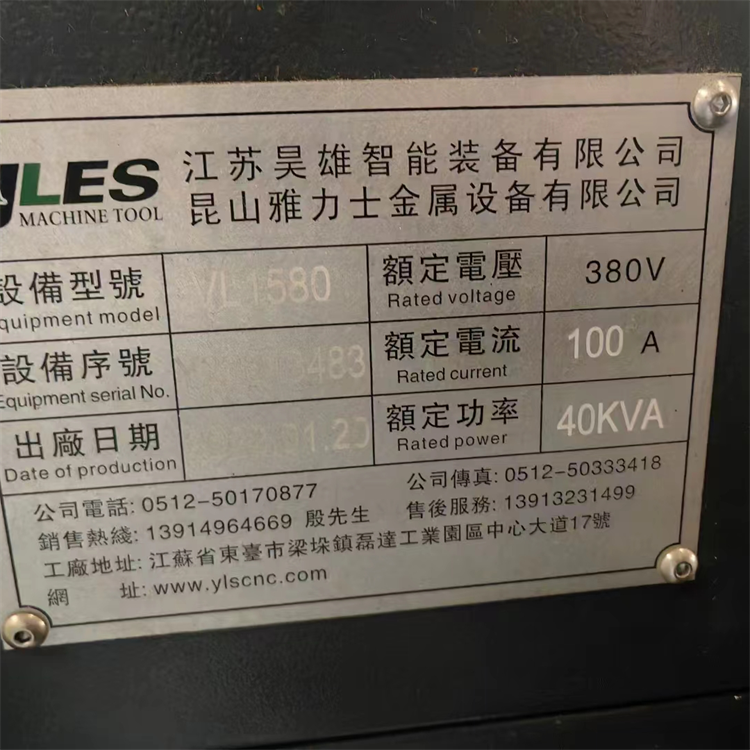 YLES
MACHINE TOOL
江苏昊雄智能装备有限公司
昆山雅力士金属设备有限公司
設備型號 VL1580 額定電壓 380V
Equipment model Rated voltage
設備序號 額定電流 100 A
Equipment serial No. Rated current
出廠日期 額定功率 40KVA
Date of production Rated power
公司電話: 0512-50170877 公司傳真: 0512-50333418
銷售熱綫: 13914964669 殷先生 售後服務: 13913231499
工廠地址: 江蘇省東臺市梁垛鎮磊達工業園區中心大道17號
網 址: www.ylscnc.com